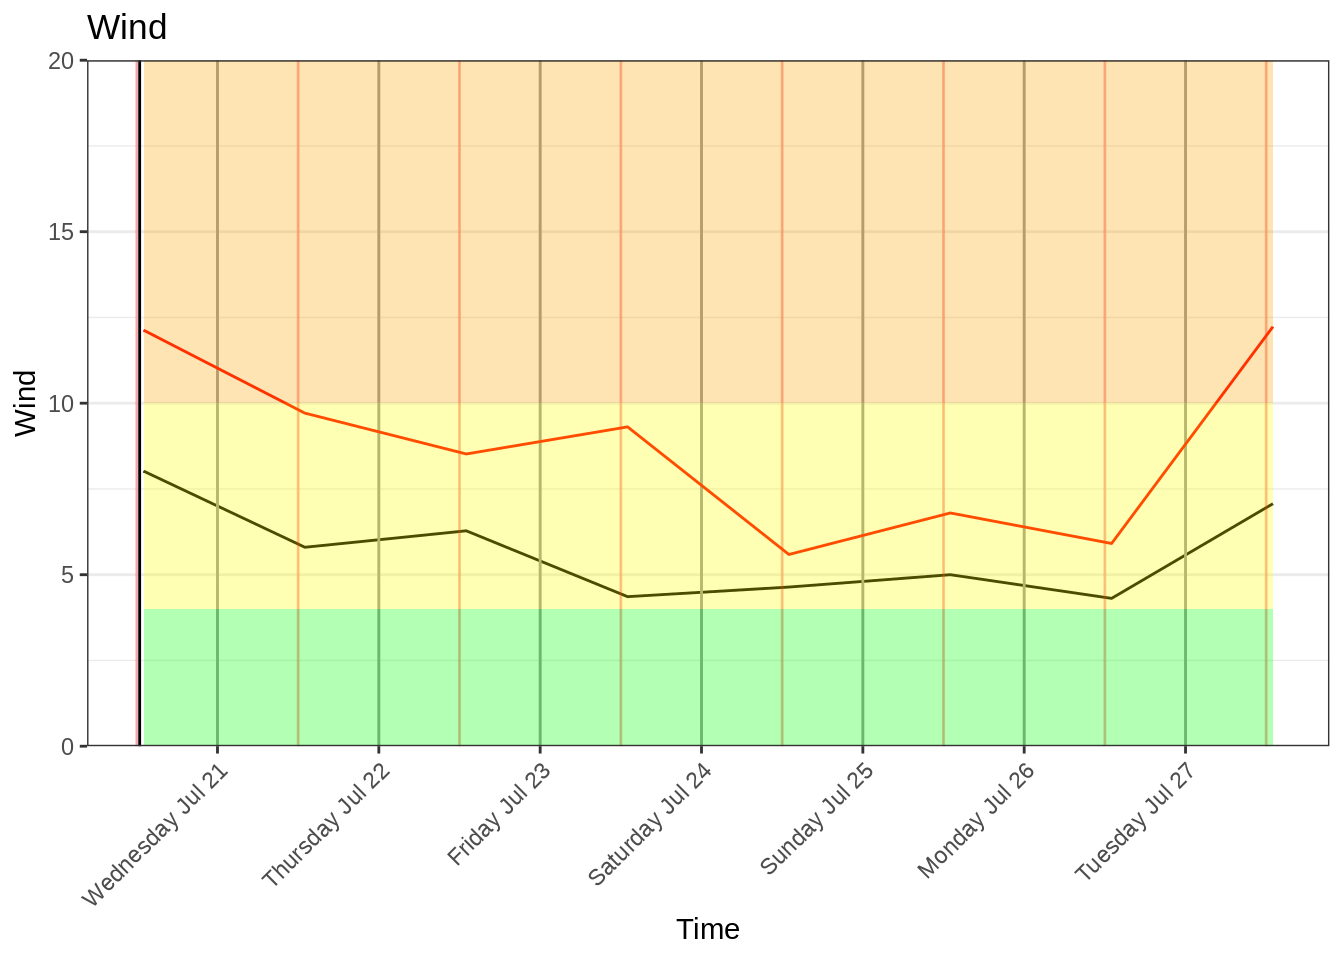 Wind
20
15
10
5
0
Wind
Wednesday Jul 21
Thursday Jul 22
Friday Jul 23
Saturday Jul 24
Sunday Jul 25
Monday Jul 26
Tuesday Jul 27
Time